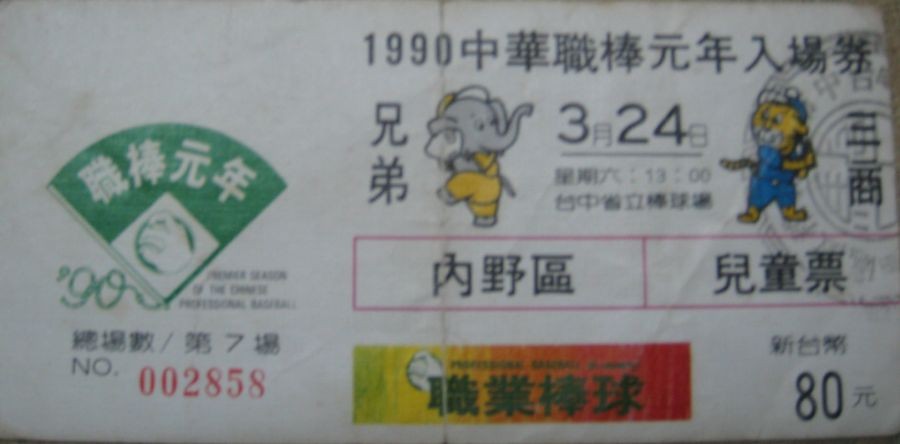 1990中華職棒元年入場券
兄弟
3月24日
星期六：13：00
台中省立棒球場
三商
職棒元年
'90
PREMIER SEASON
OF THE CHINESE
PROFESSIONAL BASEBALL
內野區
兒童票
總場數/第7場
NO. 002858
PROFESSIONAL BASEBALL
職業棒球
新台幣
80元